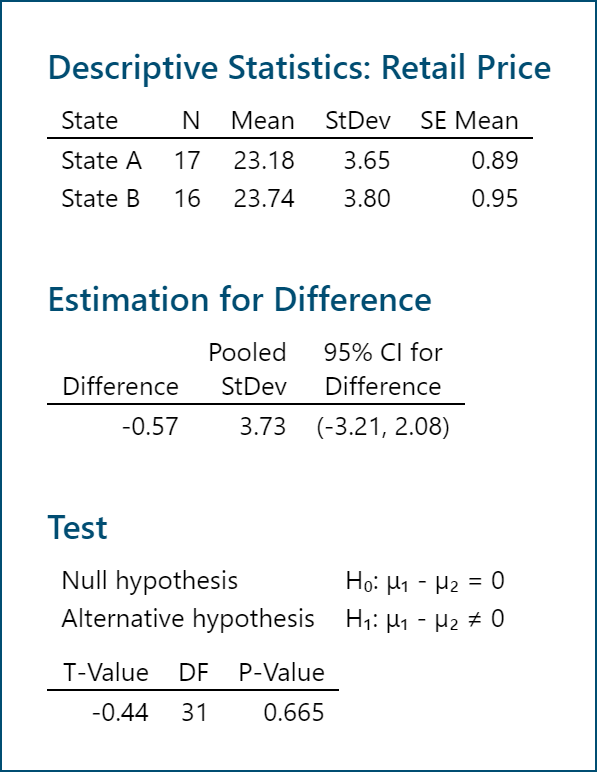 Descriptive Statistics: Retail Price
State N Mean StDev SE Mean
State A 17 23.18 3.65 0.89
State B 16 23.74 3.80 0.95
Estimation for Difference
Pooled 95% CI for
Difference StDev Difference
-0.57 3.73 (-3.21, 2.08)
Test
Null hypothesis H₀: µ₁ - µ₂ = 0
Alternative hypothesis H₁: µ₁ - µ₂ ≠ 0
T-Value DF P-Value
-0.44 31 0.665